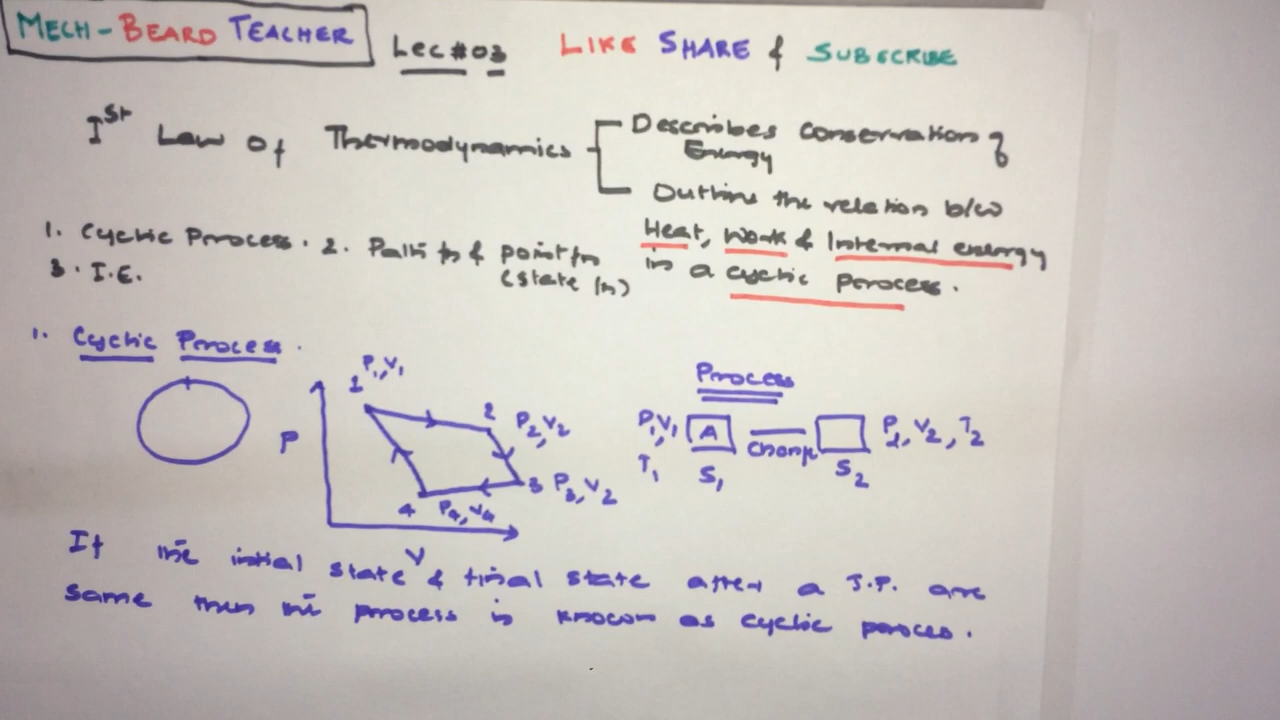 MECH-BEARD TEACHER
Lec#03
LIKE SHARE & SUBSCRIBE
Ist Law of Thermodynamics
Describes conservation of
Energy
Outline the relation b/w
Heat, Work & Internal energy
in a cyclic process.
1. Cyclic Process. 2. Path fn & point fn
(state fn)
3. I.E.
1. Cyclic Process.
P
V
1 P1,V1
2 P2,V2
3 P3,V2
4 P4,V4
Process
P1V1 A Change P2,V2,T2
T1 S1 S2
If the initial state & final state after a T.P. are
same then the process is known as cyclic proces.